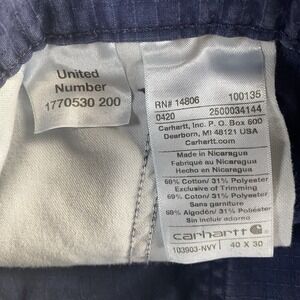 United
Number
1770530 200
RN# 14806 100135
0420 2500034144
Carhartt, Inc. P.O. Box 600
Dearborn, MI 48121 USA
Carhartt.com
Made in Nicaragua
Fabriqué au Nicaragua
Hecho en Nicaragua
69% Cotton/ 31% Polyester
Exclusive of Trimming
69% Coton/ 31% Polyester
Sans garniture
69% Algodón/ 31% Poliéster
Sin incluir adornos
carhartt
103903-NVY 40 X 30